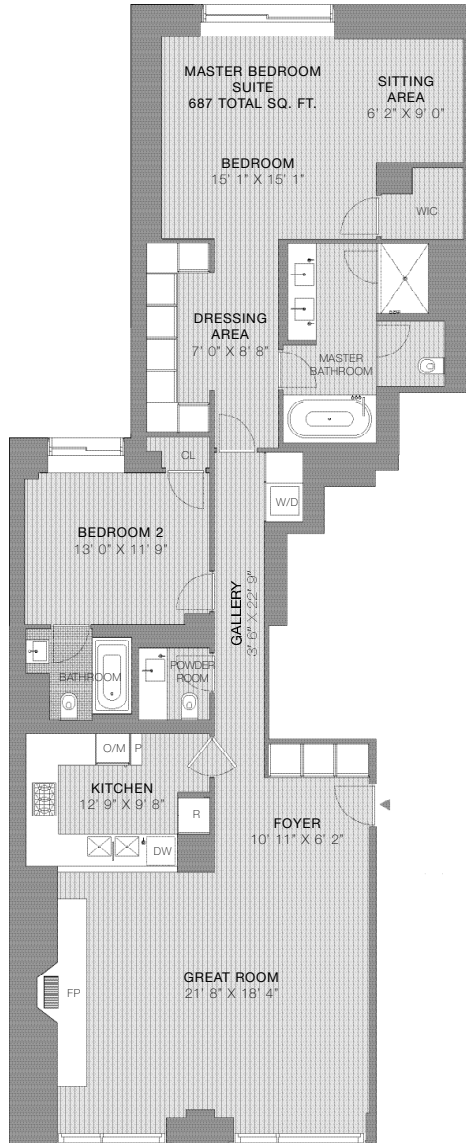 MASTER BEDROOM
SUITE
687 TOTAL SQ. FT.
SITTING
AREA
6' 2" X 9' 0"
BEDROOM
15' 1" X 15' 1"
WIC
DRESSING
AREA
7' 0" X 8' 8"
MASTER
BATHROOM
CL
W/D
BEDROOM 2
13' 0" X 11' 9"
GALLERY
3' 6" X 22' 9"
BATHROOM
POWDER
ROOM
O/M
P
KITCHEN
12' 9" X 9' 8"
R
DW
FOYER
10' 11" X 6' 2"
GREAT ROOM
21' 8" X 18' 4"
FP